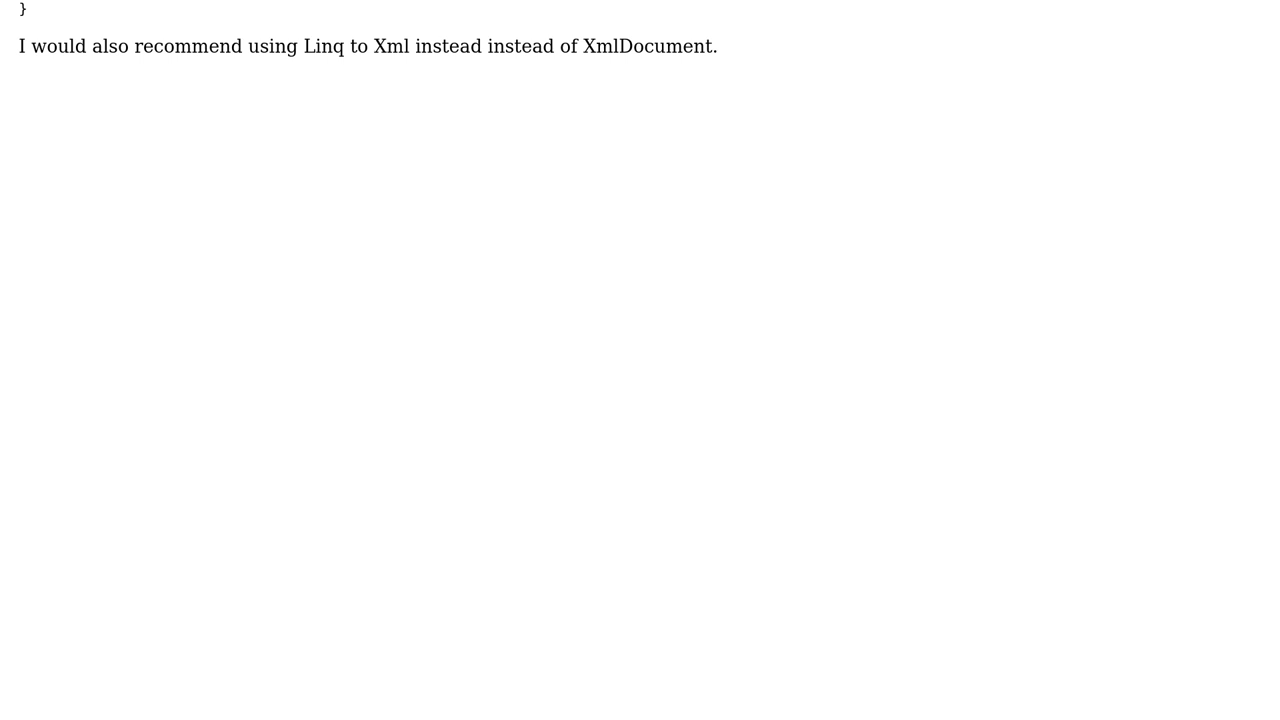 }
I would also recommend using Linq to Xml instead instead of XmlDocument.